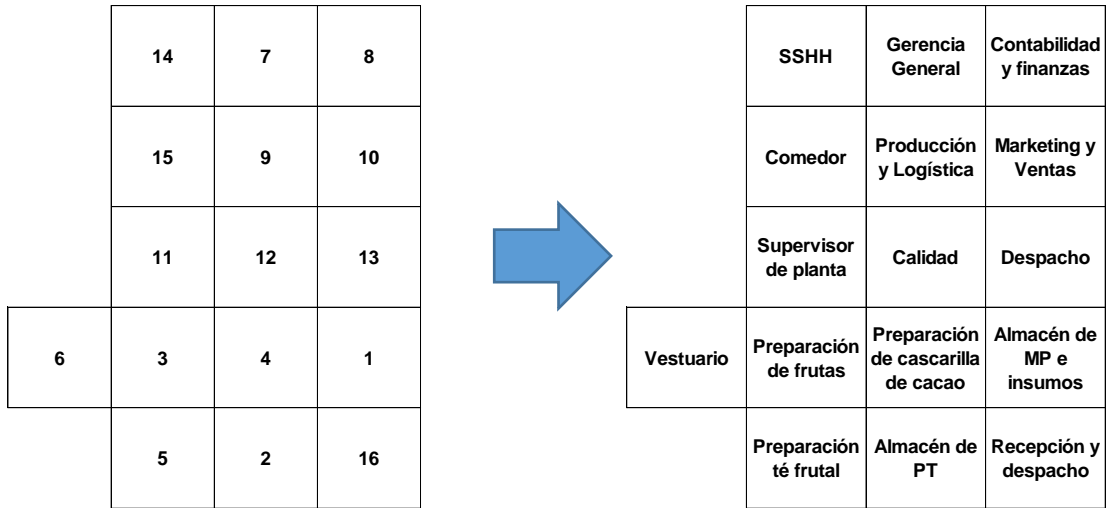 14 7 8
15 9 10
11 12 13
6 3 4 1
5 2 16
SSHH
Gerencia
General
Contabilidad
y finanzas
Comedor
Producción
y Logística
Marketing y
Ventas
Supervisor
de planta
Calidad
Despacho
Vestuario
Preparación
de frutas
Preparación
de cascarilla
de cacao
Almacén de
MP e
insumos
Preparación
té frutal
Almacén de
PT
Recepción y
despacho